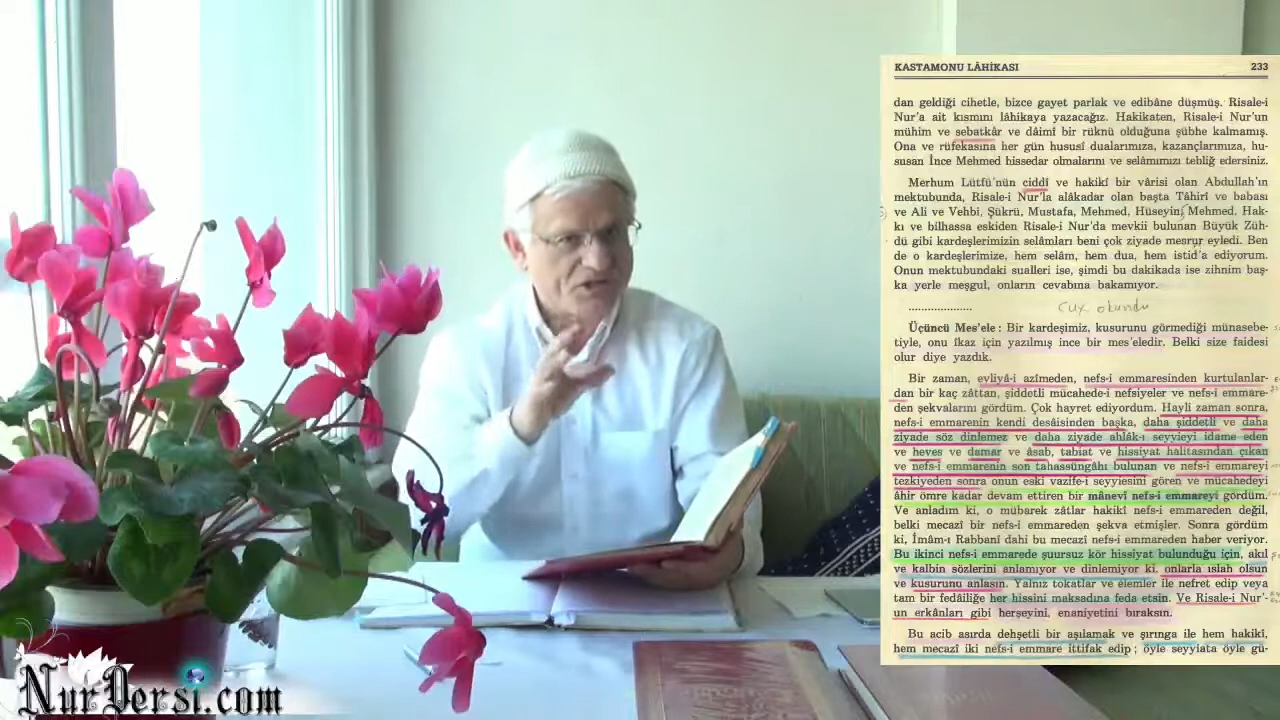 KASTAMONU LÂHİKASI 233
dan geldiği cihetle, bizce gayet parlak ve edibâne düşmüş. Risale-i
Nur'a ait kısmını lâhikaya yazacağız. Hakikaten, Risale-i Nur'un
mühim ve sebatkâr ve dâimî bir rüknü olduğuna şübhe kalmamış.
Ona ve rüfekasına her gün hususî dualarımıza, kazançlarımıza, hu-
susan İnce Mehmed hissedar olmalarını ve selâmımızı tebliğ edersiniz.
Merhum Lütfü'nün ciddî ve hakikî bir vârisi olan Abdullah'ın
mektubunda, Risale-i Nur'la alâkadar olan başta Tâhirî ve babası
ve Ali ve Vehbi, Şükrü, Mustafa, Mehmed, Hüseyin, Mehmed, Hak-
kı ve bilhassa eskiden Risale-i Nur'da mevkii bulunan Büyük Züh-
dü gibi kardeşlerimizin selâmları beni çok ziyade mesrur eyledi. Ben
de o kardeşlerimize, hem selâm, hem dua, hem istid'a ediyorum.
Onun mektubundaki sualleri ise, şimdi bu dakikada ise zihnim baş-
ka yerle meşgul, onların cevabına bakamıyor.
.................... okundu
Üçüncü Mes'ele: Bir kardeşimiz, kusurunu görmediği münasebe-
tiyle, onu îkaz için yazılmış ince bir mes'eledir. Belki size faidesi
olur diye yazdık.
Bir zaman, evliyâ-i azîmeden, nefs-i emmaresinden kurtulanlar-
dan bir kaç zâttan, şiddetli mücahede-i nefsiyeler ve nefs-i emmare-
den şekvalarını gördüm. Çok hayret ediyordum. Hayli zaman sonra,
nefs-i emmarenin kendi desâisinden başka, daha şiddetli ve daha
ziyade söz dinlemez ve daha ziyade ahlâk-ı seyyieyi idame eden
ve heves ve damar ve âsab, tabiat ve hissiyat halitasından çıkan
ve nefs-i emmarenin son tahassüngâhı bulunan ve nefs-i emmareyi
tezkiyeden sonra onun eski vazife-i seyyiesini gören ve mücahedeyi
âhir ömre kadar devam ettiren bir mânevî nefs-i emmareyi gördüm.
Ve anladım ki, o mübarek zâtlar hakikî nefs-i emmareden değil,
belki mecazî bir nefs-i emmareden şekva etmişler. Sonra gördüm
ki, İmâm-ı Rabbanî dahi bu mecazî nefs-i emmareden haber veriyor.
Bu ikinci nefs-i emmarede şuursuz kör hissiyat bulunduğu için, akıl
ve kalbin sözlerini anlamıyor ve dinlemiyor ki, onlarla ıslah olsun
ve kusurunu anlasın. Yalnız tokatlar ve elemler ile nefret edip veya
tam bir fedâiliğe her hissini maksadına feda etsin. Ve Risale-i Nur'-
un erkânları gibi herşeyini, enaniyetini bıraksın.
Bu acib asırda dehşetli bir aşılamak ve şırınga ile hem hakikî,
hem mecazî iki nefs-i emmare ittifak edip; öyle seyyiata öyle gü-
NurDersi.com